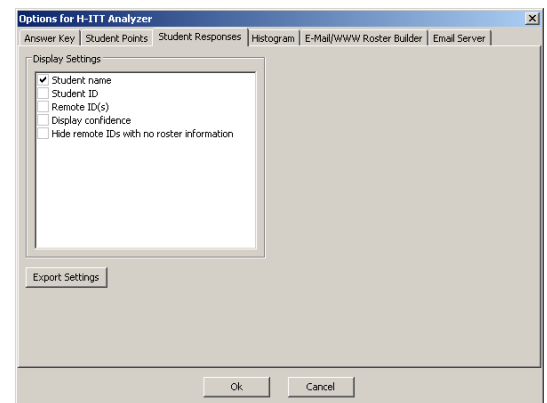 Options for H-ITT Analyzer
Answer Key Student Points Student Responses Histogram E-Mail/WWW Roster Builder Email Server
Display Settings
Student name
Student ID
Remote ID(s)
Display confidence
Hide remote IDs with no roster information
Export Settings
Ok Cancel